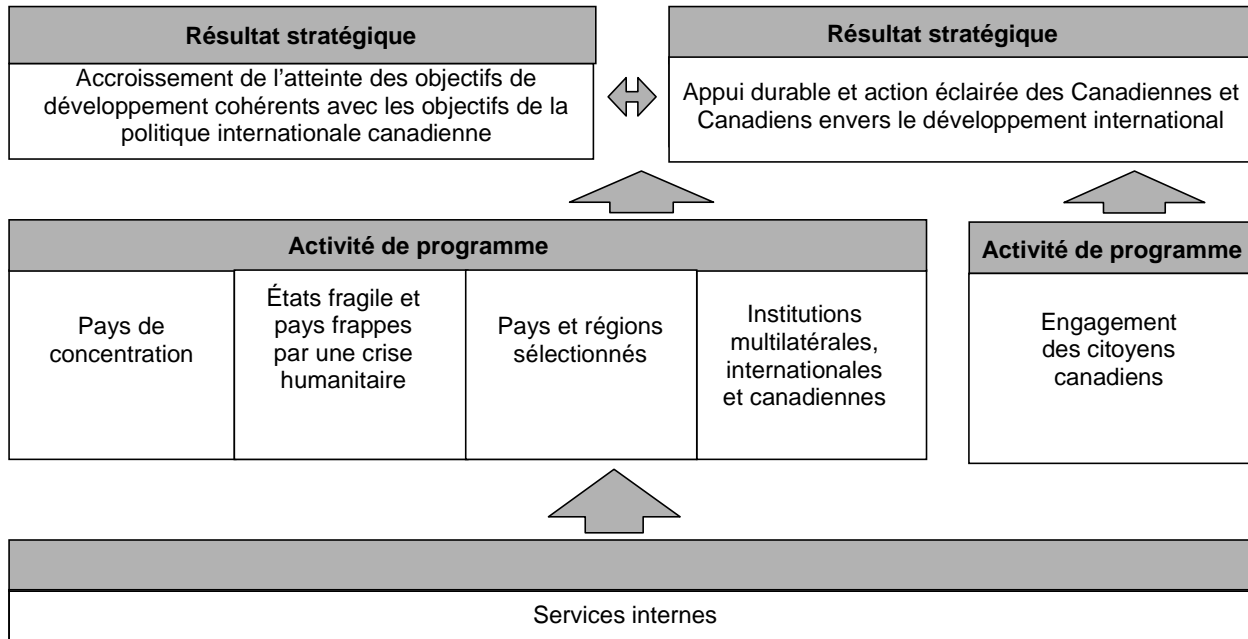 Résultat stratégique
Accroissement de l'atteinte des objectifs de
développement cohérents avec les objectifs de la
politique internationale canadienne
Résultat stratégique
Appui durable et action éclairée des Canadiennes et
Canadiens envers le développement international
Activité de programme
Pays de
concentration
États fragile et
pays frappes
par une crise
humanitaire
Pays et régions
sélectionnés
Institutions
multilatérales,
internationales
et canadiennes
Activité de programme
Engagement
des citoyens
canadiens
Services internes